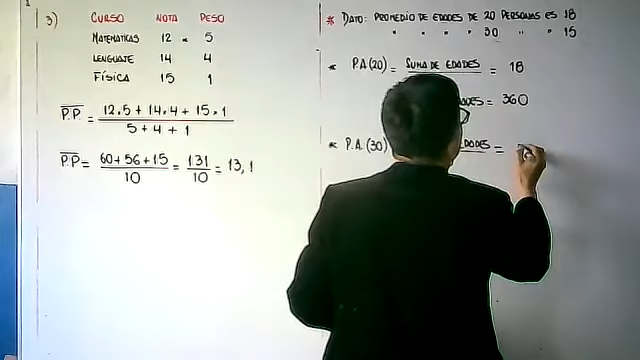 3) CURSO NOTA PESO
MATEMÁTICAS 12 5
LENGUAJE 14 4
FÍSICA 15 1
P.P. = 12.5 + 14.4 + 15.1
5 + 4 + 1
P.P = 60+56+15 = 131 = 13,1
10 10
* DATO: PROMEDIO DE EDADES DE 20 PERSONAS ES 18
" " " " 30 " " 15
* P.A(20) = SUMA DE EDADES = 18
= 360
* P.A.(30) EDADES =